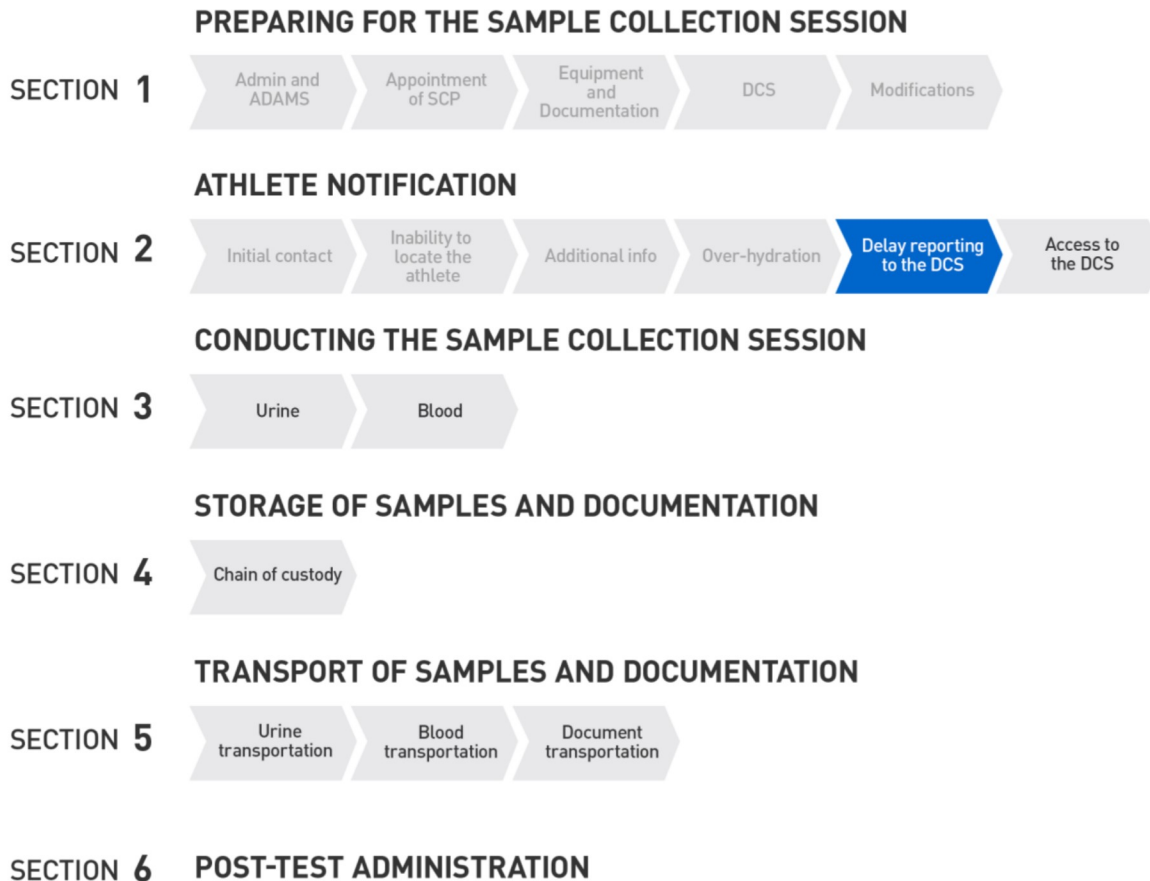 PREPARING FOR THE SAMPLE COLLECTION SESSION
SECTION 1
Admin and
ADAMS
Appointment
of SCP
Equipment
and
Documentation
DCS
Modifications
ATHLETE NOTIFICATION
SECTION 2
Initial contact
Inability to
locate the
athlete
Additional info
Over-hydration
Delay reporting
to the DCS
Access to
the DCS
CONDUCTING THE SAMPLE COLLECTION SESSION
SECTION 3
Urine
Blood
STORAGE OF SAMPLES AND DOCUMENTATION
SECTION 4
Chain of custody
TRANSPORT OF SAMPLES AND DOCUMENTATION
SECTION 5
Urine
transportation
Blood
transportation
Document
transportation
SECTION 6
POST-TEST ADMINISTRATION